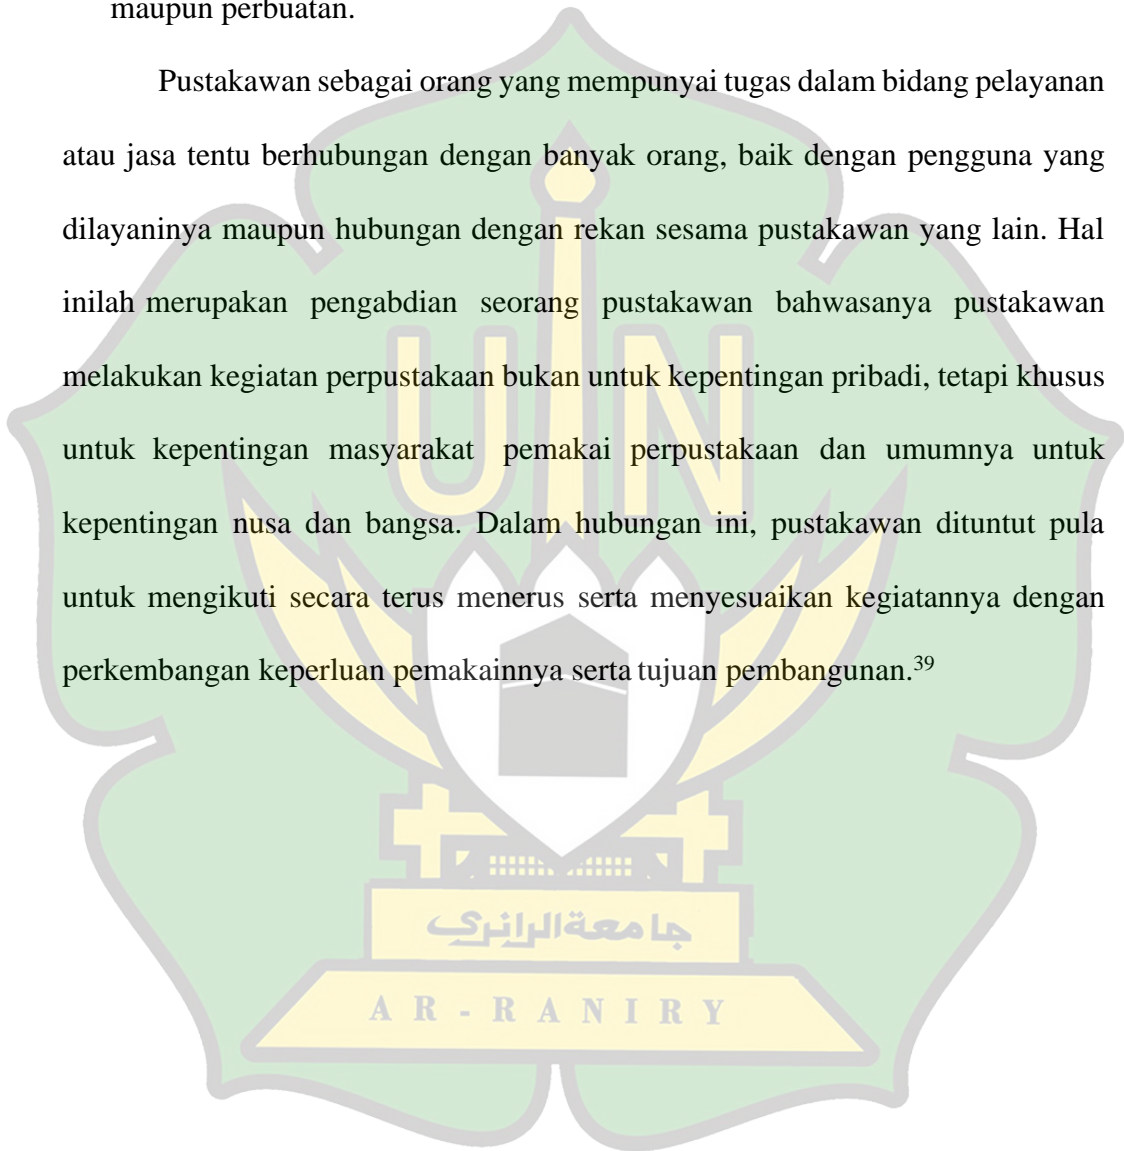 maupun perbuatan.
Pustakawan sebagai orang yang mempunyai tugas dalam bidang pelayanan
atau jasa tentu berhubungan dengan banyak orang, baik dengan pengguna yang
dilayaninya maupun hubungan dengan rekan sesama pustakawan yang lain. Hal
inilah merupakan pengabdian seorang pustakawan bahwasanya pustakawan
melakukan kegiatan perpustakaan bukan untuk kepentingan pribadi, tetapi khusus
untuk kepentingan masyarakat pemakai perpustakaan dan umumnya untuk
kepentingan nusa dan bangsa. Dalam hubungan ini, pustakawan dituntut pula
untuk mengikuti secara terus menerus serta menyesuaikan kegiatannya dengan
perkembangan keperluan pemakainnya serta tujuan pembangunan.39
UIN
جامعة الرانري
AR-RANIRY